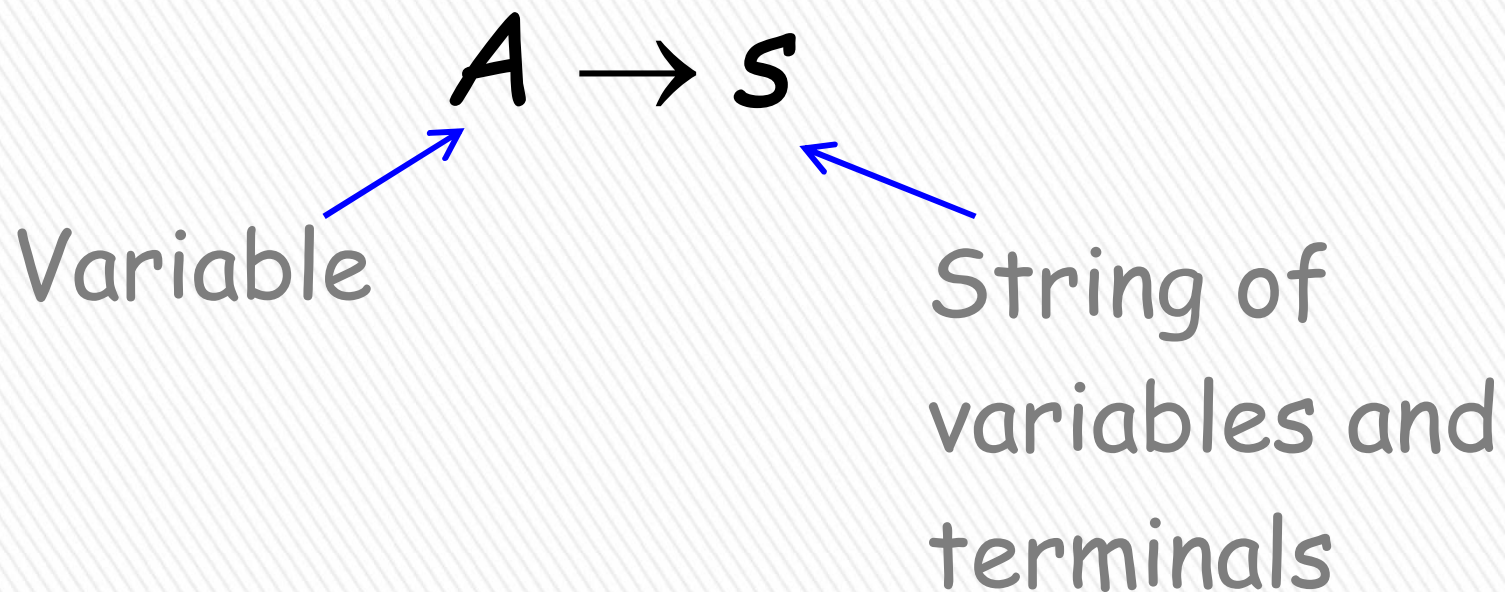 A → s
Variable
String of
variables and
terminals